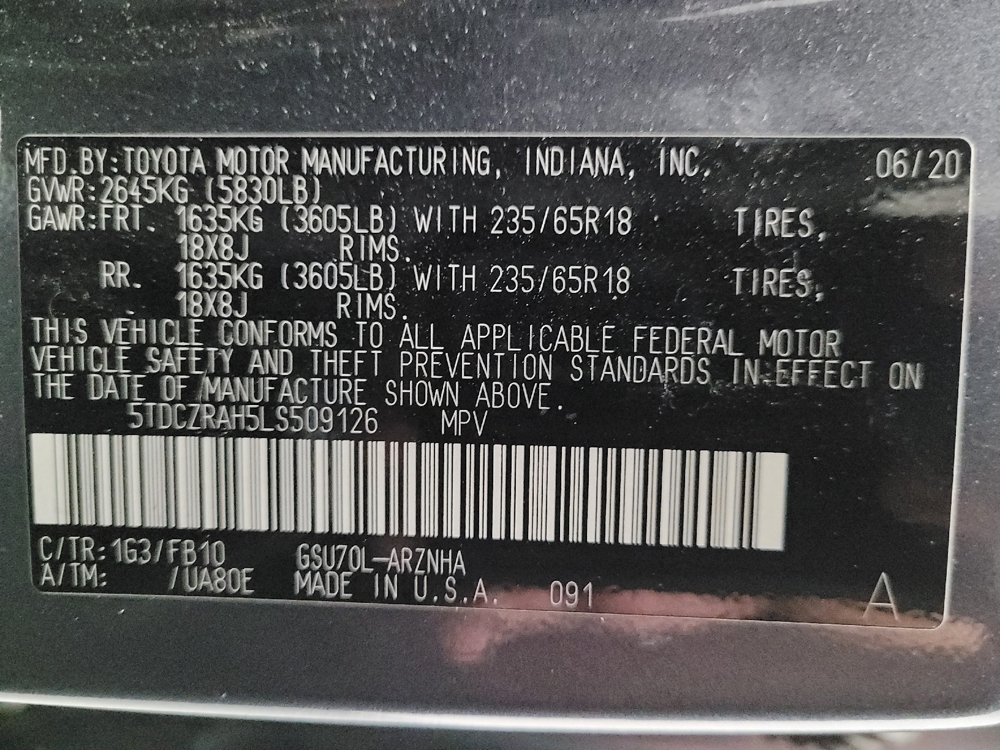 MFD.BY:TOYOTA MOTOR MANUFACTURING, INDIANA, INC. 06/20
GVWR:2645KG (5830LB)
GAWR:FRT. 1635KG (3605LB) WITH 235/65R18 TIRES,
18X8J RIMS.
RR. 1635KG (3605LB) WITH 235/65R18 TIRES,
18X8J RIMS.
THIS VEHICLE CONFORMS TO ALL APPLICABLE FEDERAL MOTOR
VEHICLE SAFETY AND THEFT PREVENTION STANDARDS IN EFFECT ON
THE DATE OF MANUFACTURE SHOWN ABOVE.
5TDCZRAH5LS509126 MPV
C/TR:1G3/FB10 GSU70L-ARZNHA
A/TM: /UA80E MADE IN U.S.A. 091 A